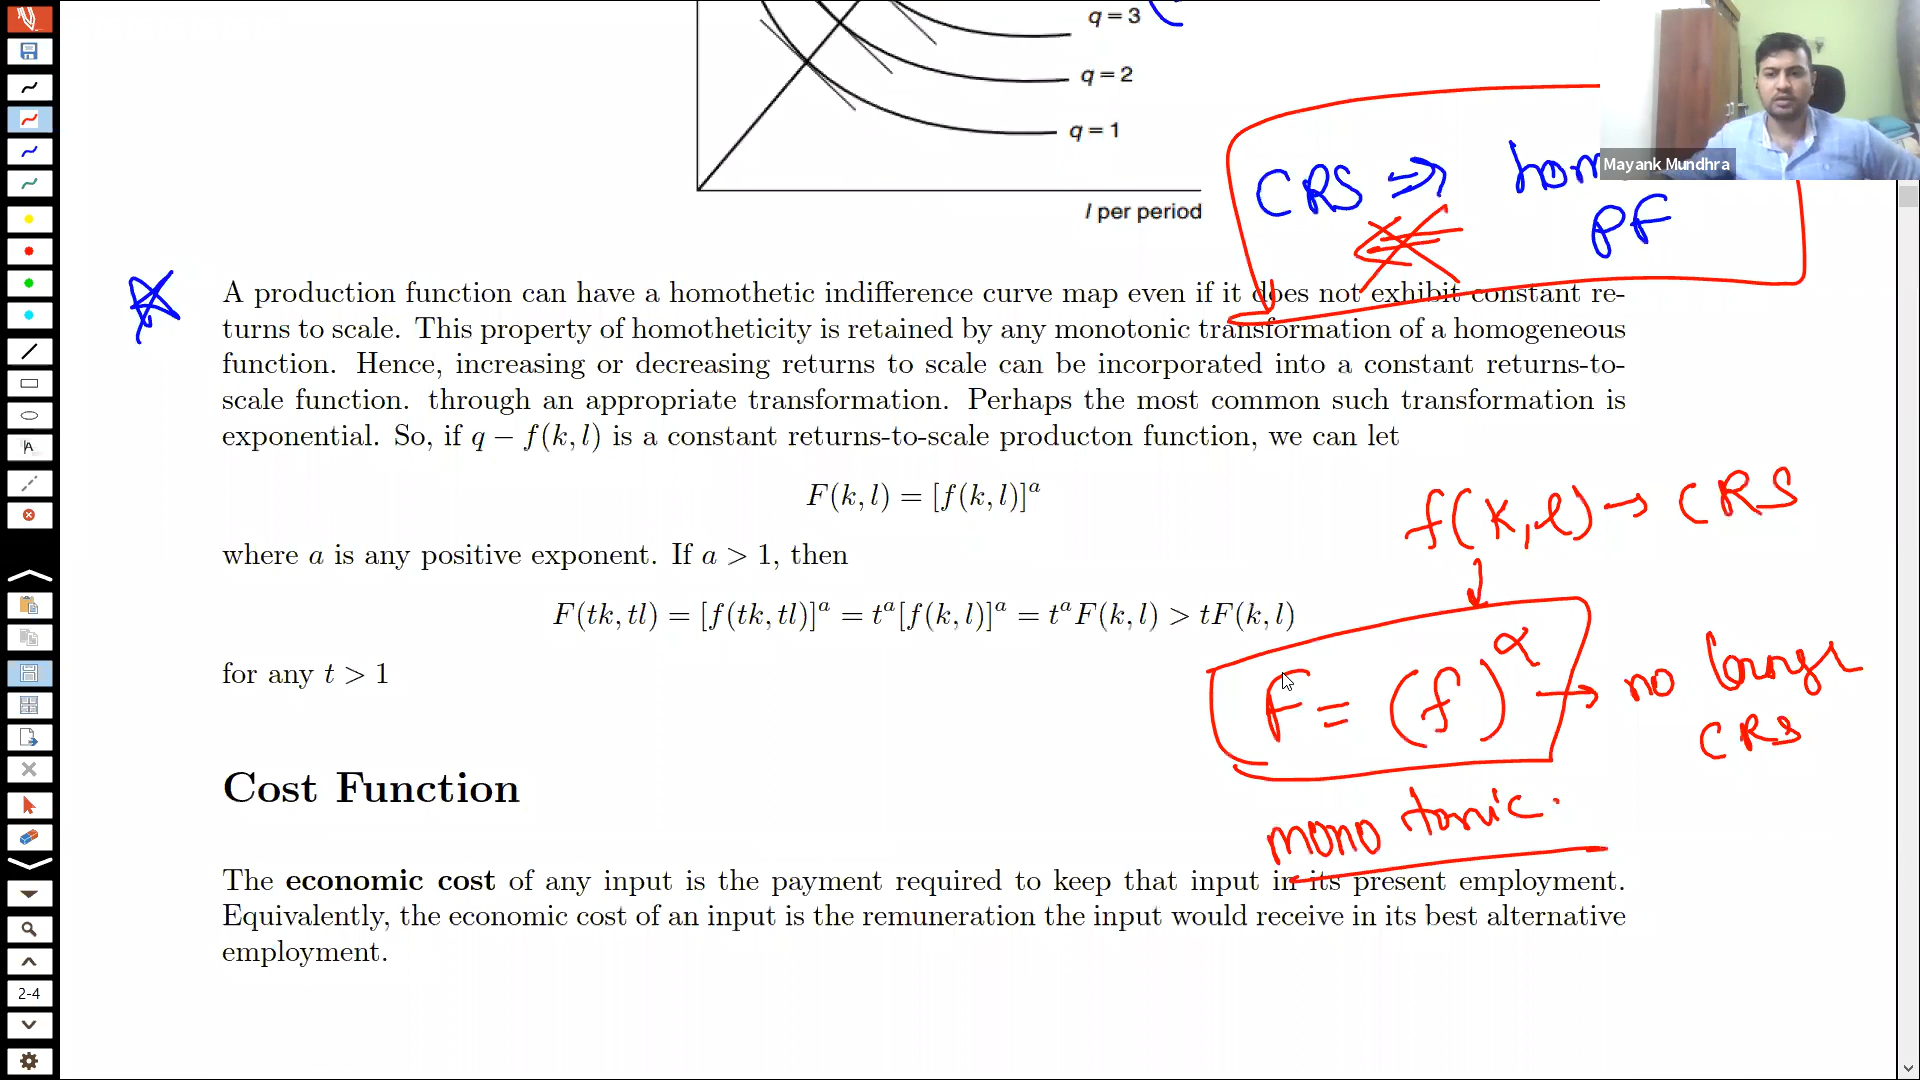 q = 3
q = 2
q = 1
l per period
Mayank Mundhra
CRS ⇒
PF
A production function can have a homothetic indifference curve map even if it does not exhibit constant re-
turns to scale. This property of homotheticity is retained by any monotonic transformation of a homogeneous
function. Hence, increasing or decreasing returns to scale can be incorporated into a constant returns-to-
scale function. through an appropriate transformation. Perhaps the most common such transformation is
exponential. So, if q − f(k, l) is a constant returns-to-scale producton function, we can let
F(k, l) = [f(k, l)]^a
f(k, l) → CRS
where a is any positive exponent. If a > 1, then
F(tk, tl) = [f(tk, tl)]^a = t^a[f(k, l)]^a = t^aF(k, l) > tF(k, l)
for any t > 1
F = (f)^α → no longer
CRS
monotonic.
Cost Function
The economic cost of any input is the payment required to keep that input in its present employment.
Equivalently, the economic cost of an input is the remuneration the input would receive in its best alternative
employment.
2-4